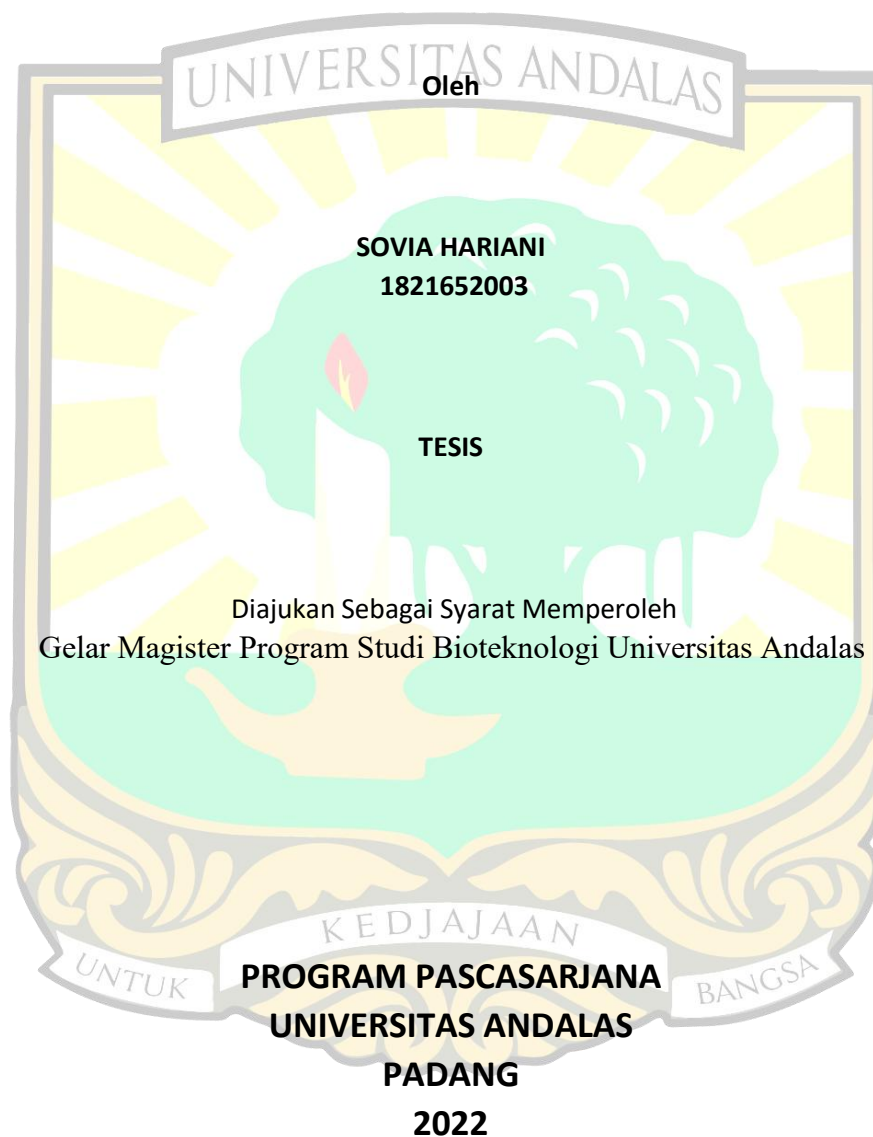 UNIVERSITAS ANDALAS
Oleh
SOVIA HARIANI
1821652003
TESIS
Diajukan Sebagai Syarat Memperoleh
Gelar Magister Program Studi Bioteknologi Universitas Andalas
KEDJAJAAN
UNTUK
BANGSA
PROGRAM PASCASARJANA
UNIVERSITAS ANDALAS
PADANG
2022